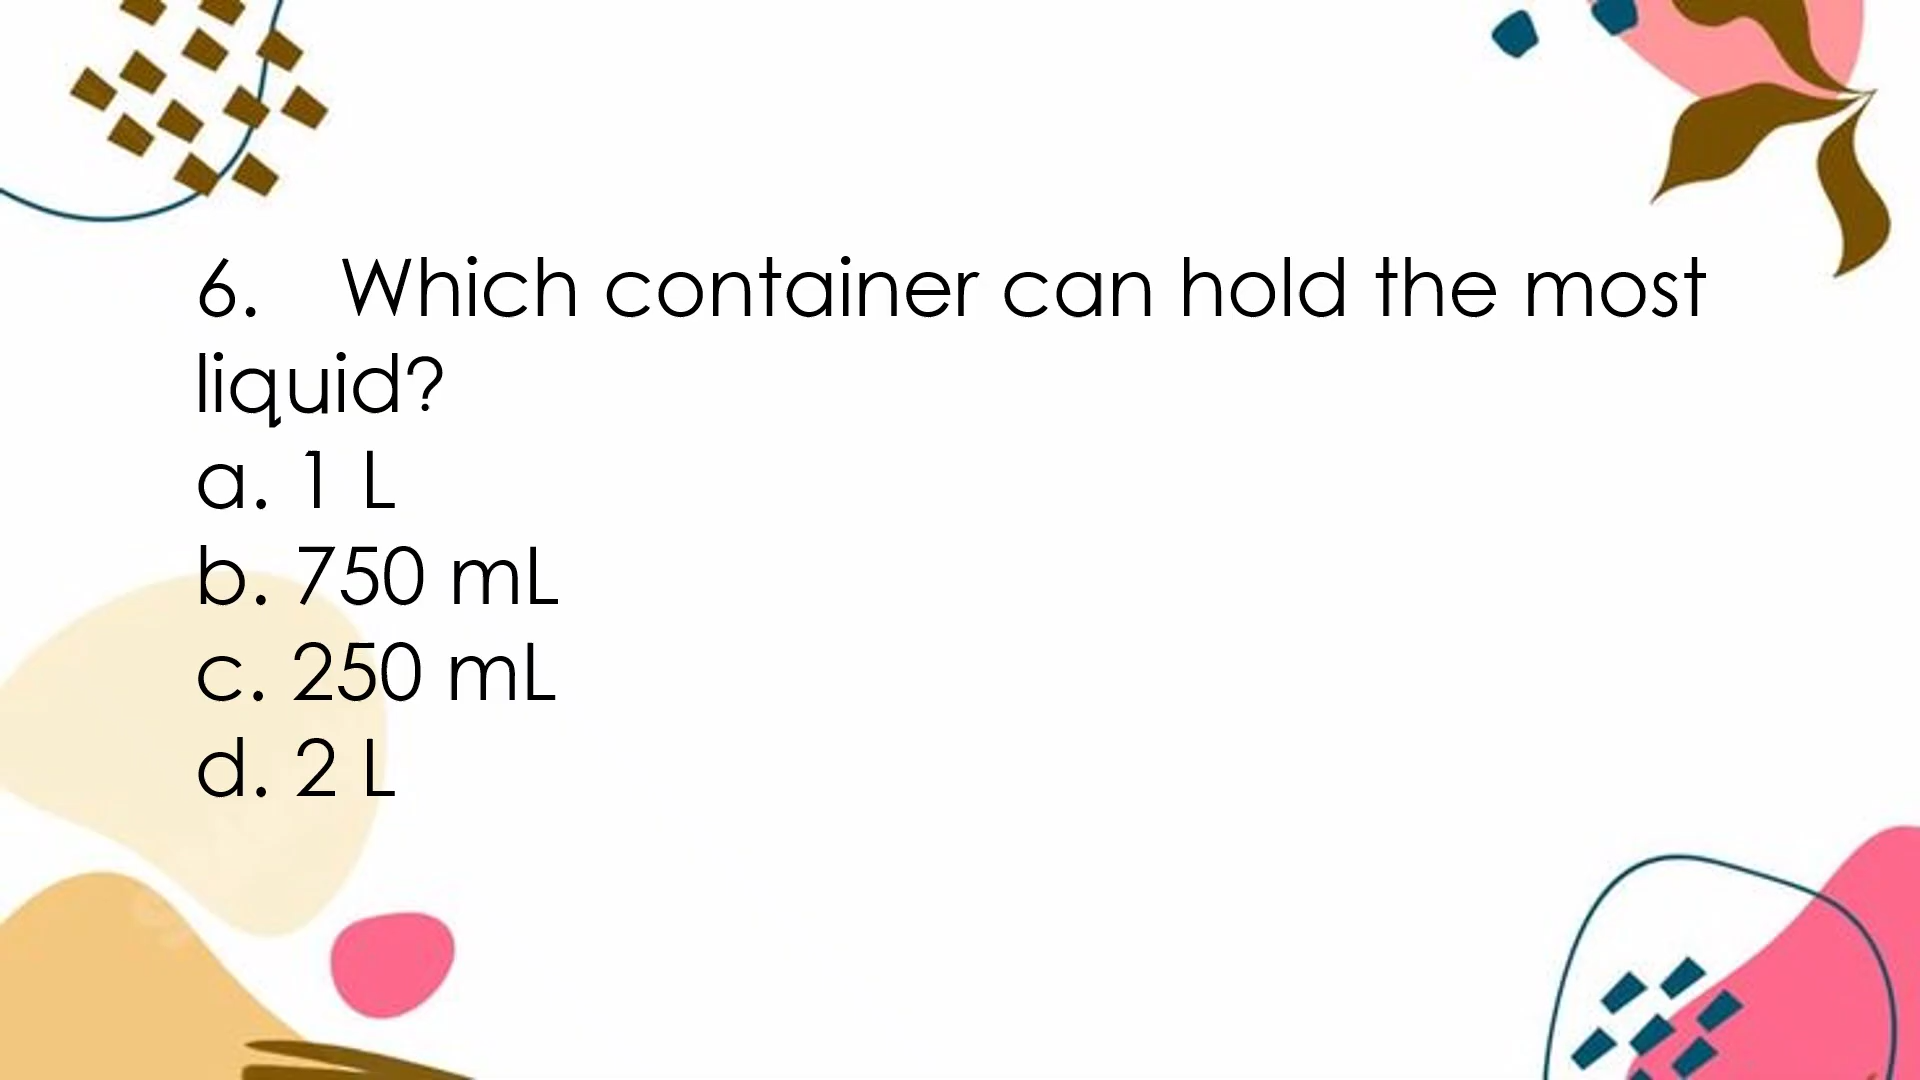 6. Which container can hold the most
liquid?
a. 1 L
b. 750 mL
c. 250 mL
d. 2 L